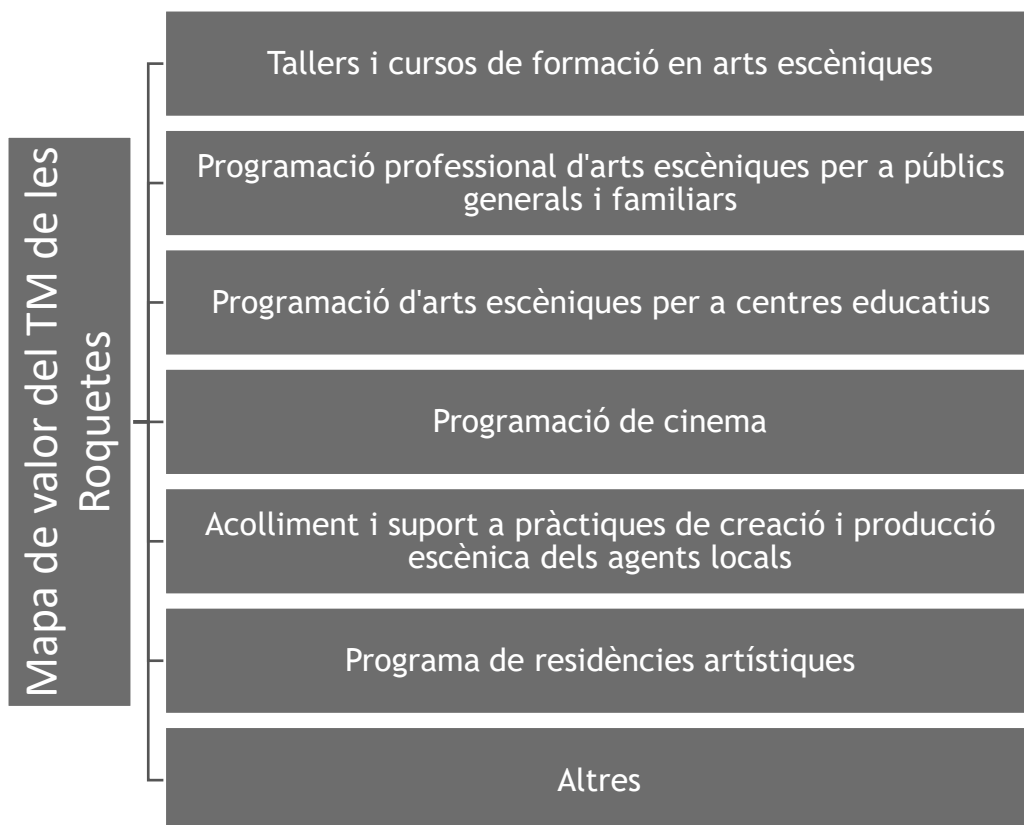 Mapa de valor del TM de les
Roquetes
Tallers i cursos de formació en arts escèniques
Programació professional d'arts escèniques per a públics
generals i familiars
Programació d'arts escèniques per a centres educatius
Programació de cinema
Acolliment i suport a pràctiques de creació i producció
escènica dels agents locals
Programa de residències artístiques
Altres